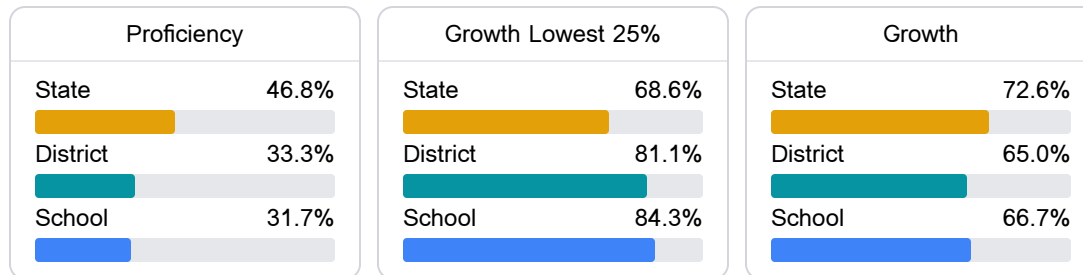 Proficiency
State 46.8%
District 33.3%
School 31.7%
Growth Lowest 25%
State 68.6%
District 81.1%
School 84.3%
Growth
State 72.6%
District 65.0%
School 66.7%